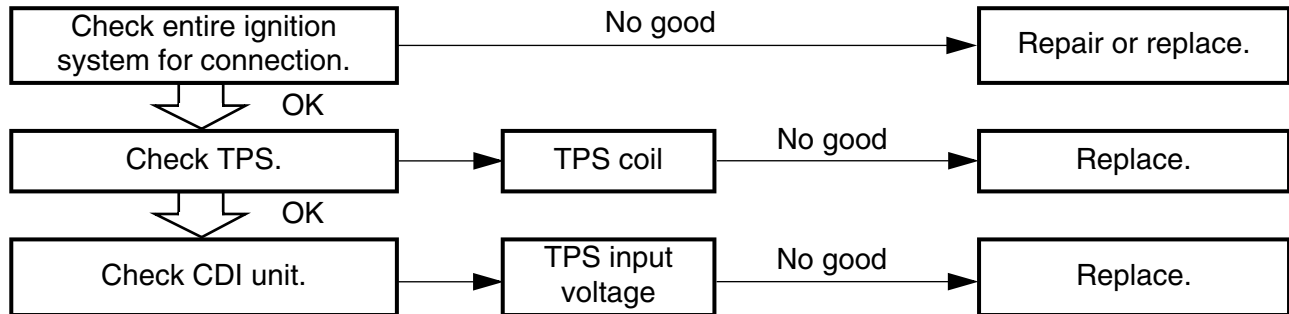 Check entire ignition
system for connection.
No good
Repair or replace.
OK
Check TPS.
TPS coil
No good
Replace.
OK
Check CDI unit.
TPS input
voltage
No good
Replace.